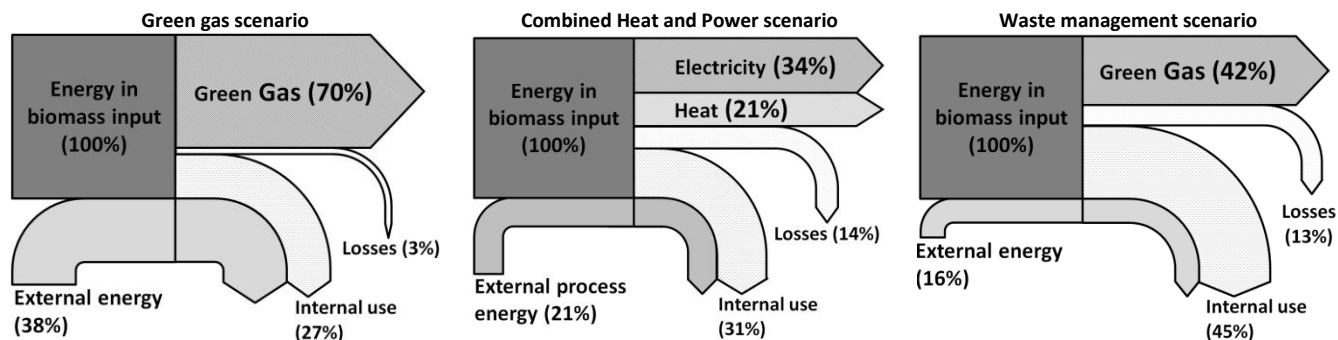 Green gas scenario
Energy in
biomass input
(100%)
Green Gas (70%)
Losses (3%)
External energy
(38%)
Internal use
(27%)
Combined Heat and Power scenario
Energy in
biomass input
(100%)
Electricity (34%)
Heat (21%)
Losses (14%)
External process
energy (21%)
Internal use
(31%)
Waste management scenario
Energy in
biomass input
(100%)
Green Gas (42%)
Losses
(13%)
External energy
(16%)
Internal use
(45%)